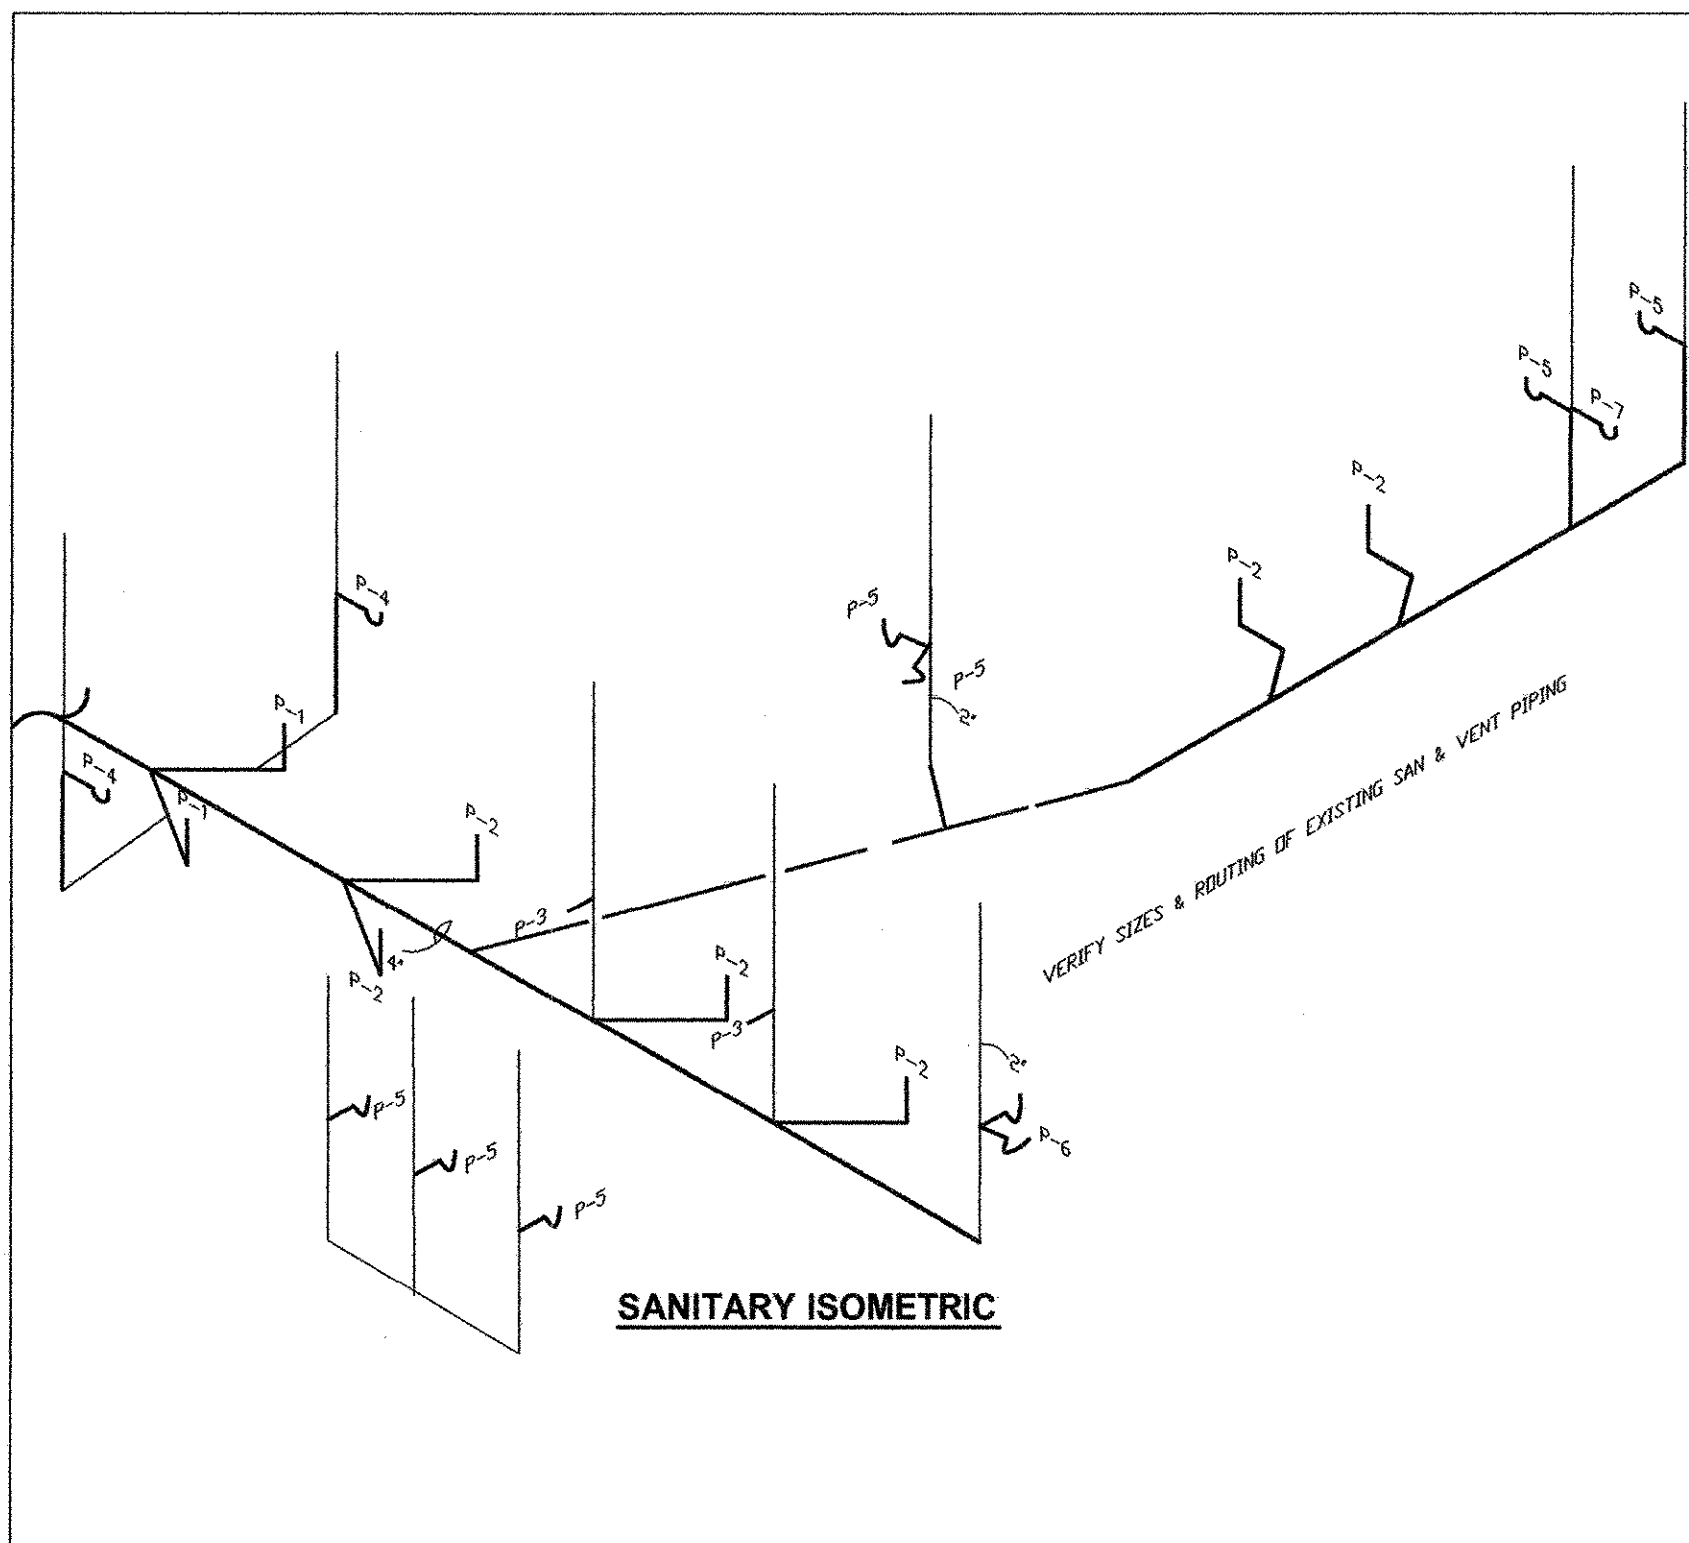 P-5
P-5
P-7
P-2
P-2
P-4
P-5
P-5
2"
P-1
P-4
P-1
P-2
P-3
4"
P-2
P-2
P-3
P-2
2"
P-6
P-5
P-5
P-5
VERIFY SIZES & ROUTING OF EXISTING SAN & VENT PIPING
SANITARY ISOMETRIC